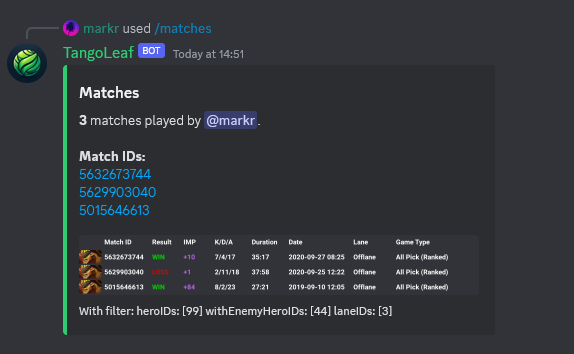 markr used /matches
TangoLeaf BOT Today at 14:51
Matches
3 matches played by @markr.
Match IDs:
5632673744
5629903040
5015646613
Match ID Result IMP K/D/A Duration Date Lane Game Type
5632673744 WIN +10 7/4/17 35:17 2020-09-27 08:25 Offlane All Pick (Ranked)
5629903040 LOSS +1 2/11/18 37:58 2020-09-25 12:22 Offlane All Pick (Ranked)
5015646613 WIN +84 8/2/23 27:21 2019-09-10 12:05 Offlane All Pick (Ranked)
With filter: heroIDs: [99] withEnemyHeroIDs: [44] laneIDs: [3]